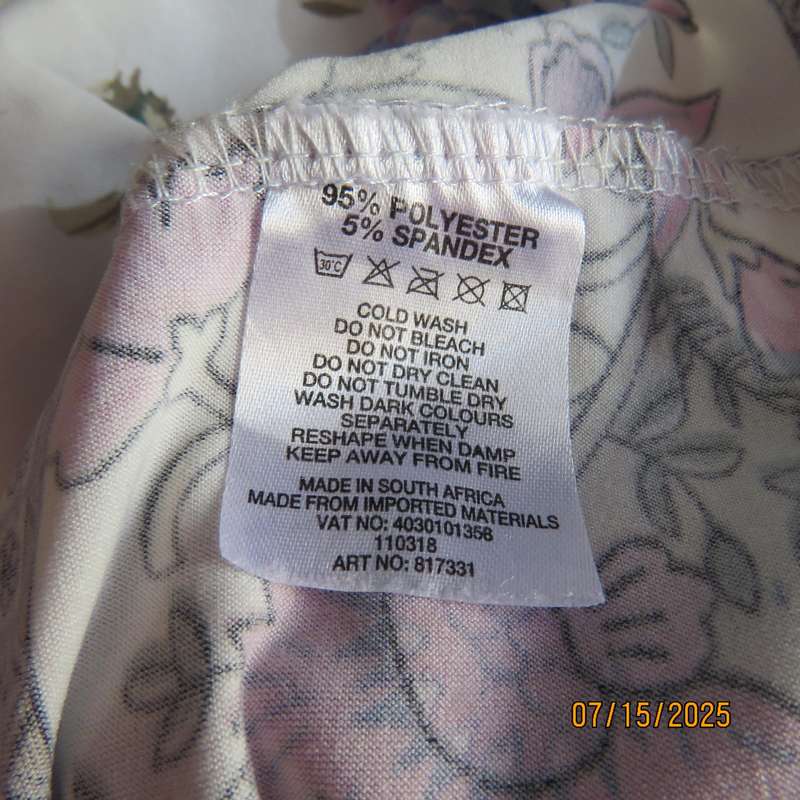 95% POLYESTER
5% SPANDEX
30°C
COLD WASH
DO NOT BLEACH
DO NOT IRON
DO NOT DRY CLEAN
DO NOT TUMBLE DRY
WASH DARK COLOURS
SEPARATELY
RESHAPE WHEN DAMP
KEEP AWAY FROM FIRE
MADE IN SOUTH AFRICA
MADE FROM IMPORTED MATERIALS
VAT NO: 4030101356
110318
ART NO: 817331
07/15/2025